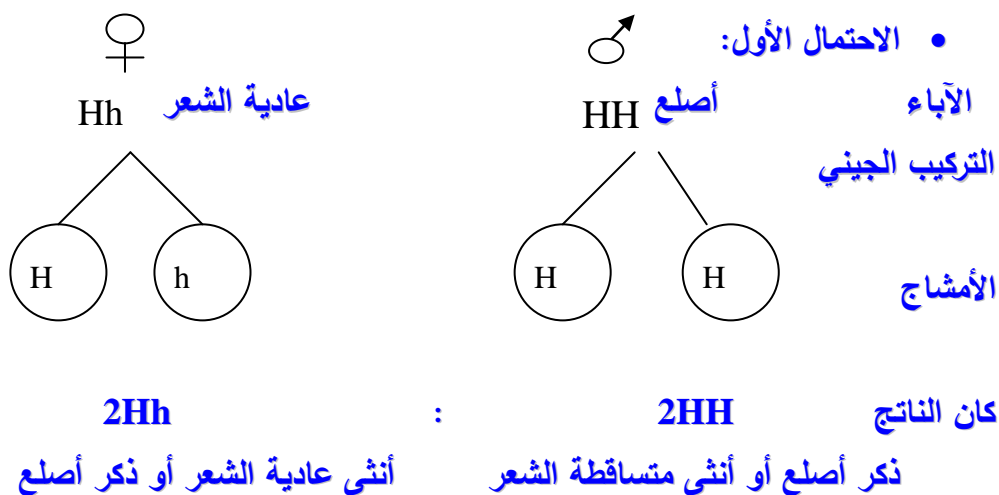 • الاحتمال الأول:
الآباء أصلع HH عادية الشعر Hh
التركيب الجيني
الأمشاج H H h H
كان الناتج 2HH : 2Hh
ذكر أصلع أو أنثى متساقطة الشعر أنثى عادية الشعر أو ذكر أصلع